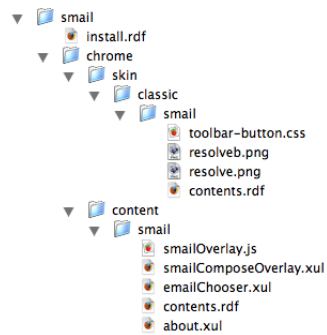 smail
install.rdf
chrome
skin
classic
smail
toolbar-button.css
resolveb.png
resolve.png
contents.rdf
content
smail
smailOverlay.js
smailComposeOverlay.xul
emailChooser.xul
contents.rdf
about.xul